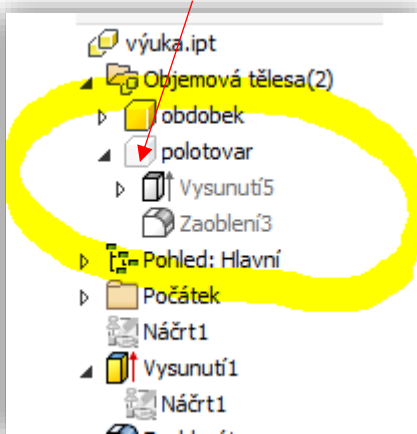 výuka.ipt
Objemová tělesa(2)
obdobek
polotovar
Vysunutí5
Zaoblení3
Pohled: Hlavní
Počátek
Náčrt1
Vysunutí1
Náčrt1